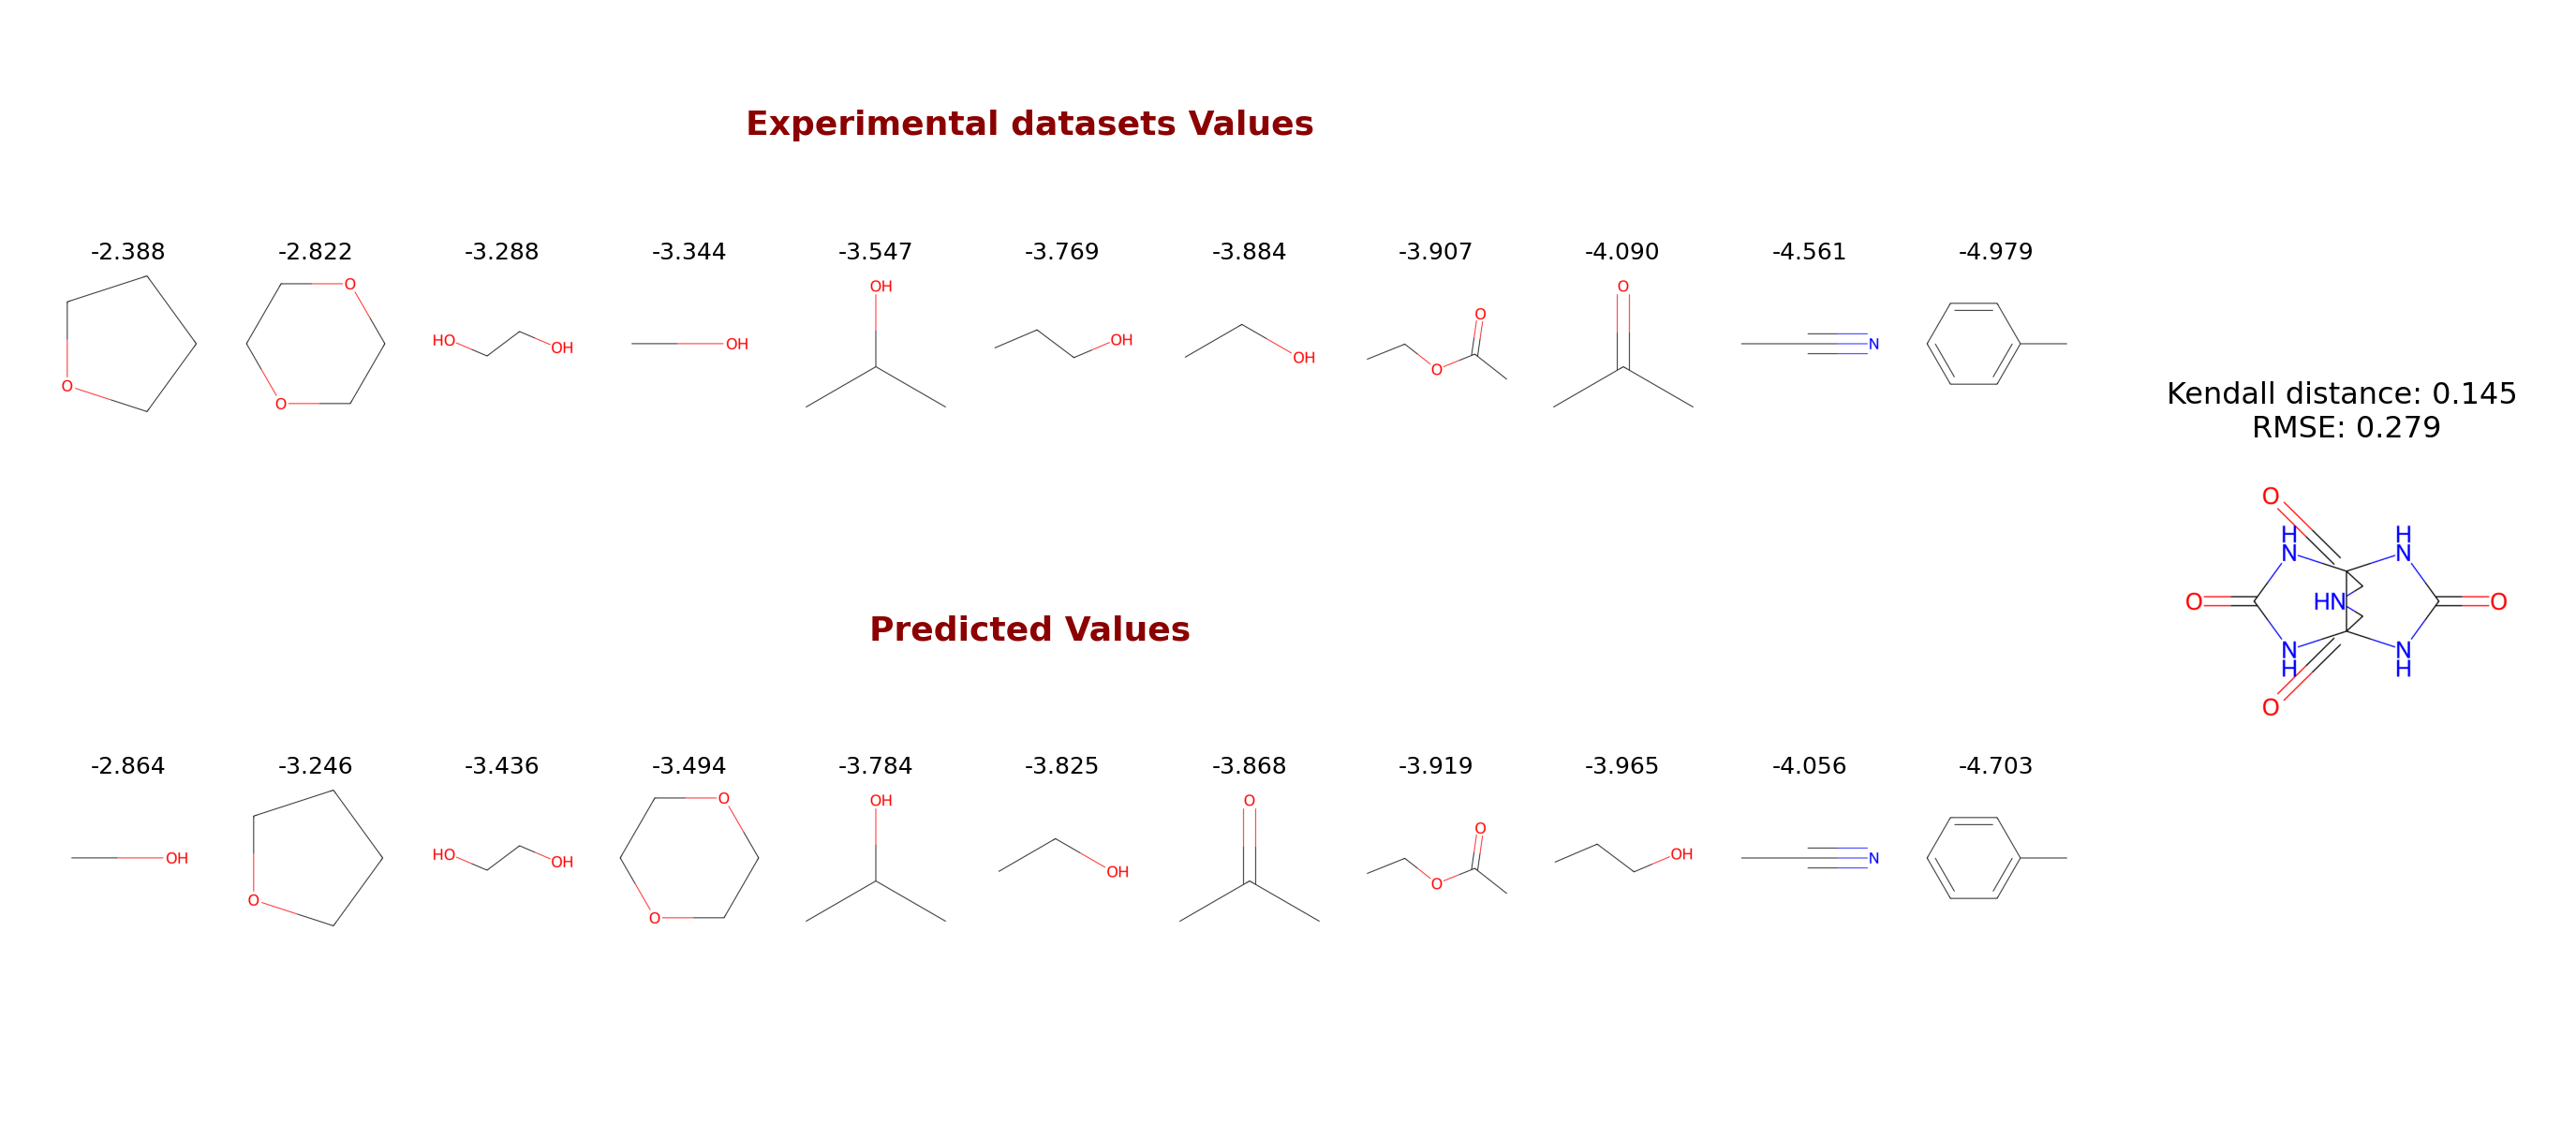 Experimental datasets Values
-2.388 -2.822 -3.288 -3.344 -3.547 -3.769 -3.884 -3.907 -4.090 -4.561 -4.979
O
O O
HO OH
OH
OH
OH
OH
O O
O
N
Kendall distance: 0.145
RMSE: 0.279
O
H H
N N
O HN O
N N
H H
O
Predicted Values
-2.864 -3.246 -3.436 -3.494 -3.784 -3.825 -3.868 -3.919 -3.965 -4.056 -4.703
OH
O
HO OH
O O
OH
OH
O
O O
OH
N